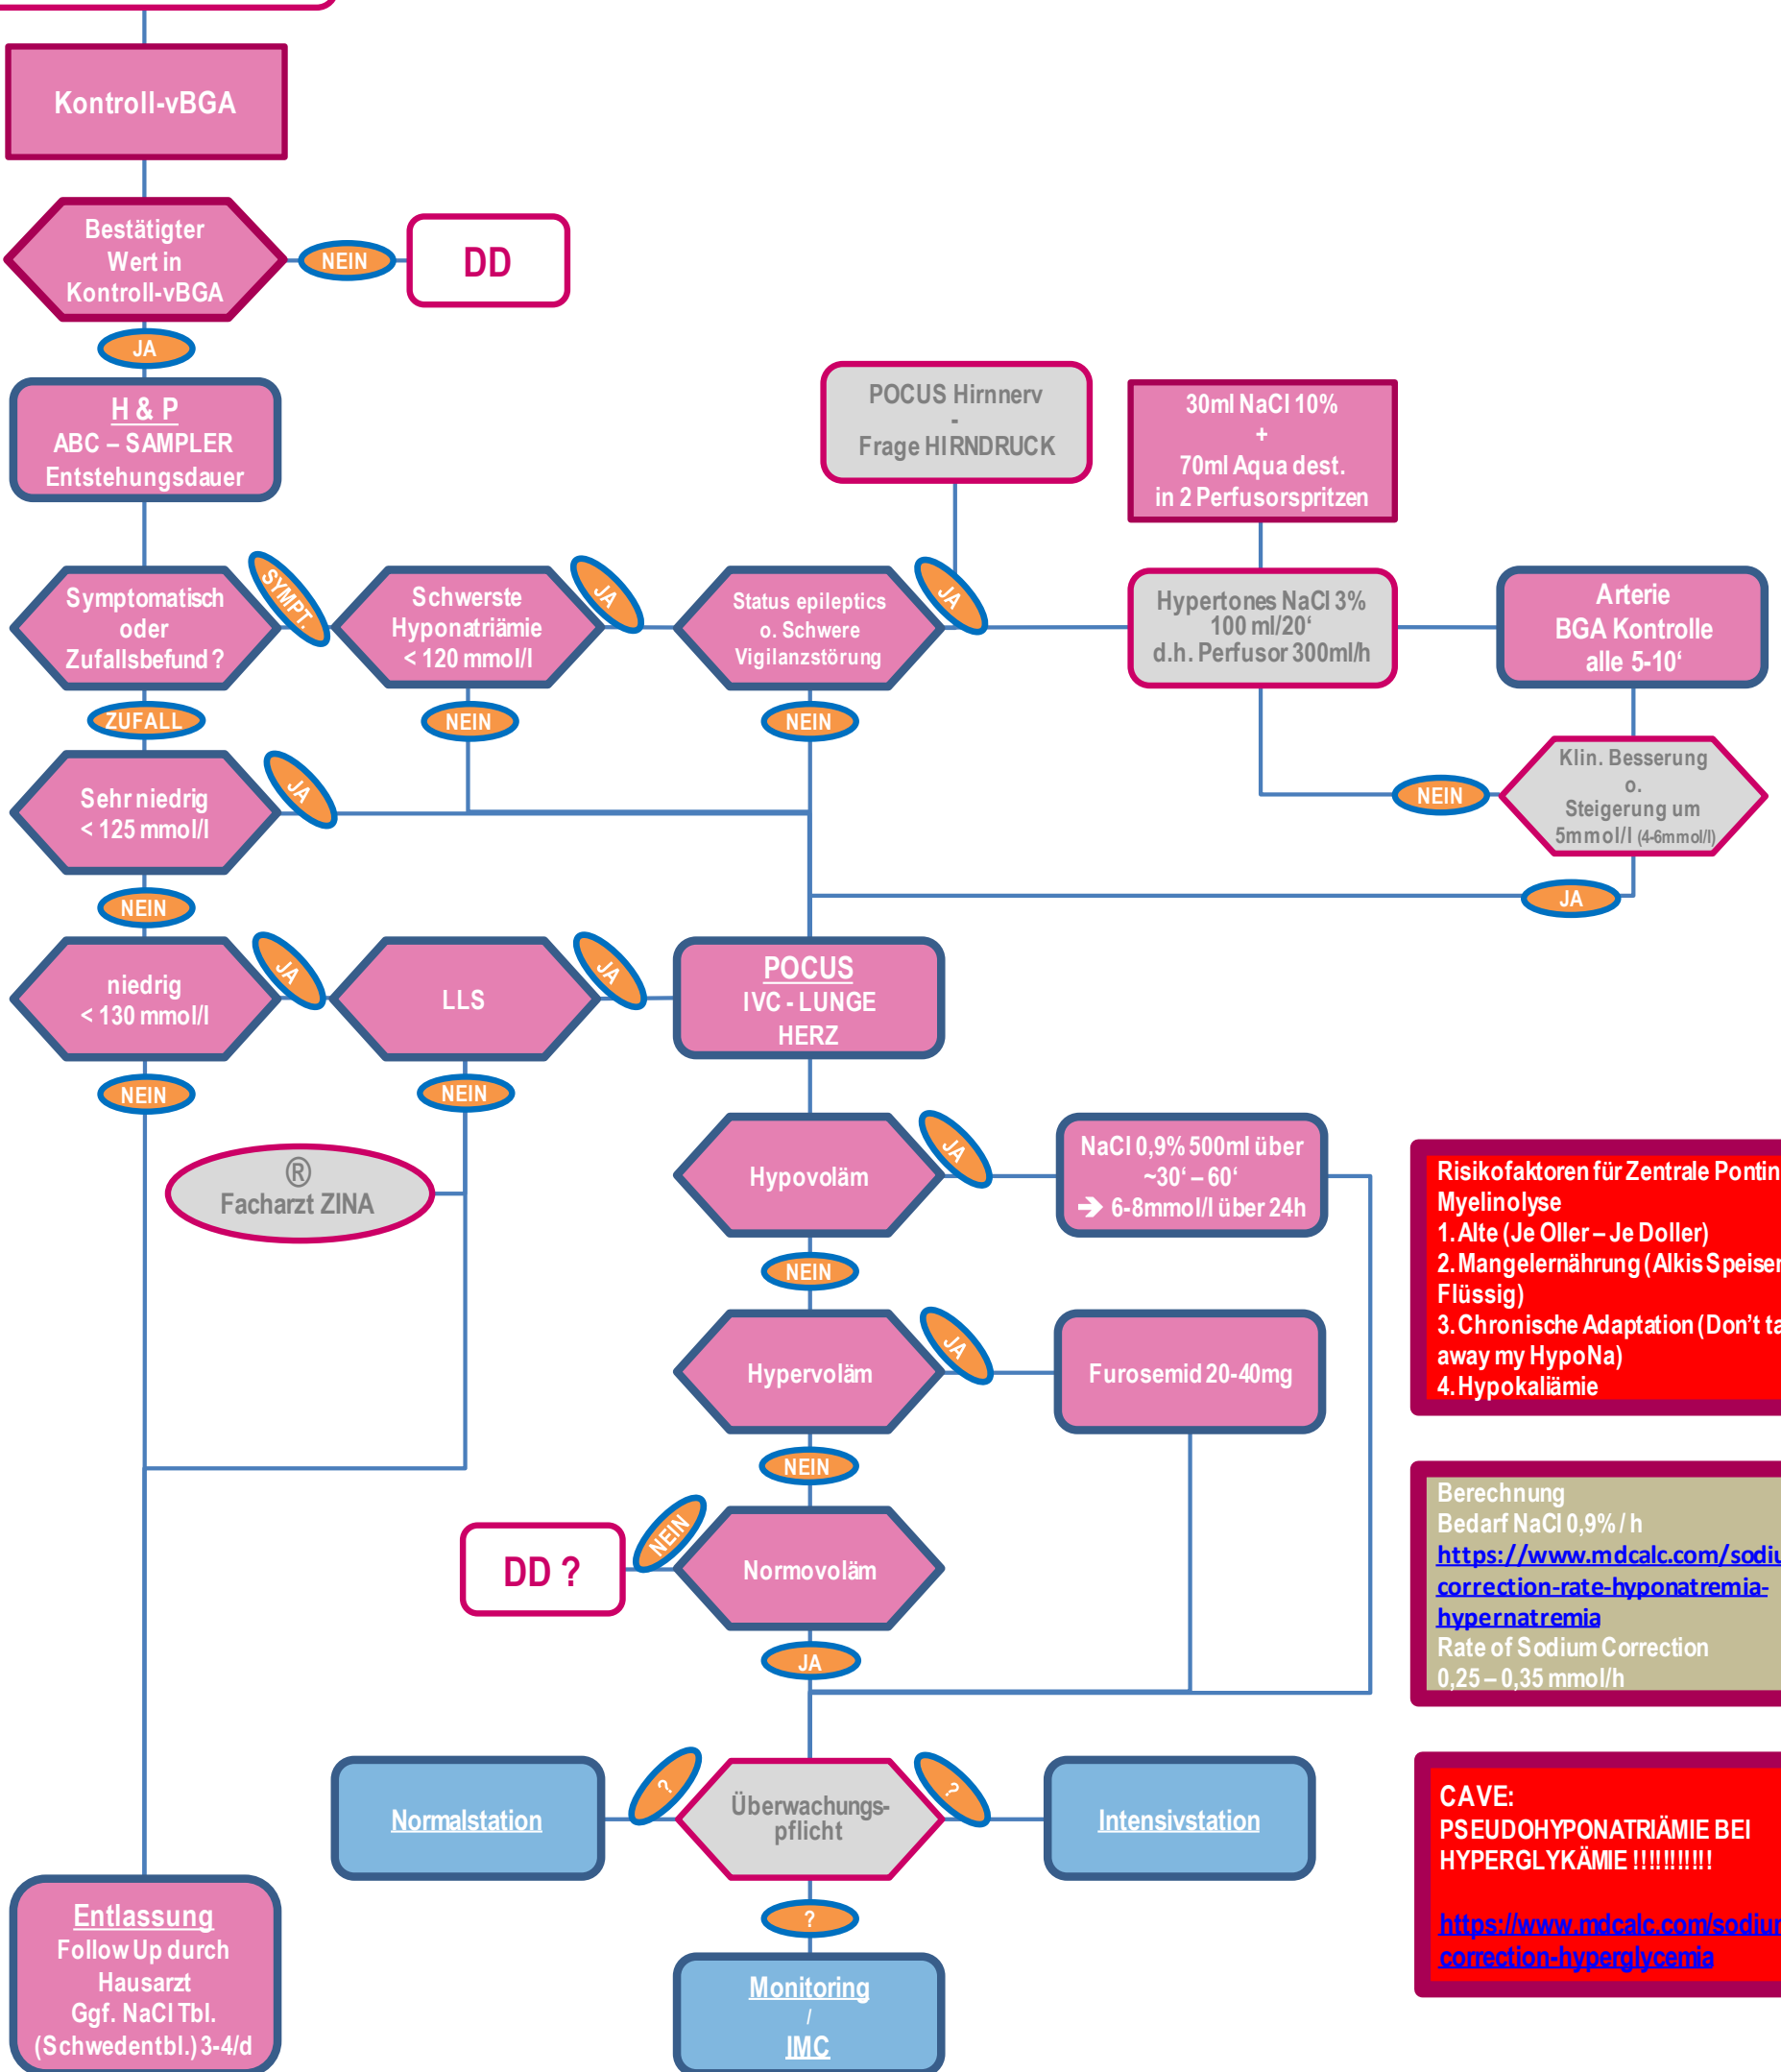 Kontroll-vBGA
Bestätigter
Wert in
Kontroll-vBGA
NEIN
DD
JA
H & P
ABC – SAMPLER
Entstehungsdauer
POCUS Hirnnerv
-
Frage HIRNDRUCK
30ml NaCl 10%
+
70ml Aqua dest.
in 2 Perfusorspritzen
Symptomatisch
oder
Zufallsbefund?
SYMPT.
Schwerste
Hyponatriämie
< 120 mmol/l
JA
Status epileptics
o. Schwere
Vigilanzstörung
JA
Hypertones NaCl 3%
100 ml/20‘
d.h. Perfusor 300ml/h
Arterie
BGA Kontrolle
alle 5-10‘
ZUFALL
NEIN
NEIN
Sehr niedrig
< 125 mmol/l
JA
NEIN
Klin. Besserung
o.
Steigerung um
5mmol/l (4-6mmol/l)
NEIN
JA
niedrig
< 130 mmol/l
JA
LLS
JA
POCUS
IVC - LUNGE
HERZ
NEIN
NEIN
®
Facharzt ZINA
Hypovoläm
JA
NaCl 0,9% 500ml über
~30‘ – 60‘
➔ 6-8mmol/l über 24h
NEIN
Hypervoläm
JA
Furosemid 20-40mg
NEIN
DD ?
NEIN
Normovoläm
JA
Risikofaktoren für Zentrale Pontin
Myelinolyse
1. Alte (Je Oller – Je Doller)
2. Mangelernährung (Alkis Speisen
Flüssig)
3. Chronische Adaptation (Don’t ta
away my HypoNa)
4. Hypokaliämie
Berechnung
Bedarf NaCl 0,9% / h
https://www.mdcalc.com/sodiu
correction-rate-hyponatremia-
hypernatremia
Rate of Sodium Correction
0,25 – 0,35 mmol/h
Normalstation
?
Überwachungs-
pflicht
?
Intensivstation
?
Monitoring
/
IMC
CAVE:
PSEUDOHYPONATRIÄMIE BEI
HYPERGLYKÄMIE !!!!!!!!!!!
https://www.mdcalc.com/sodium
correction-hyperglycemia
Entlassung
Follow Up durch
Hausarzt
Ggf. NaCl Tbl.
(Schwedentbl.) 3-4/d